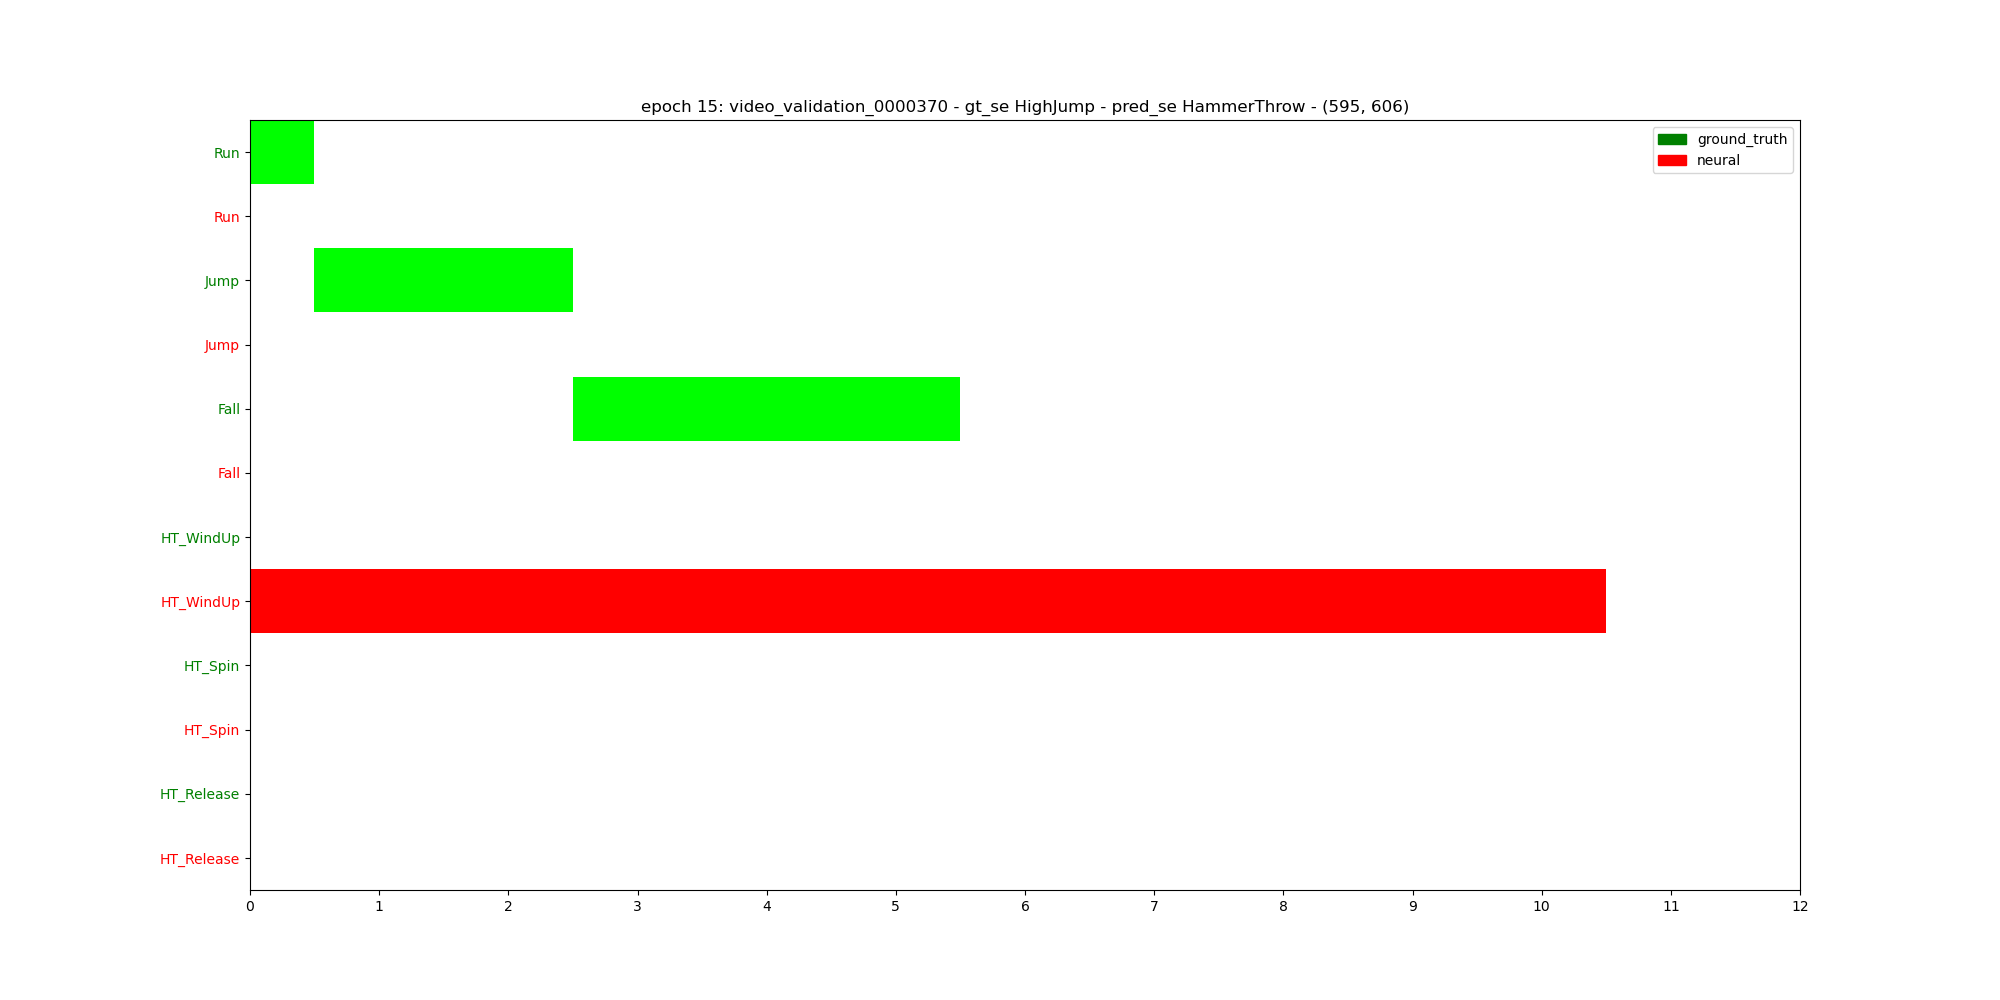 epoch 15: video_validation_0000370 - gt_se HighJump - pred_se HammerThrow - (595, 606)
ground_truth
neural
Run
Run
Jump
Jump
Fall
Fall
HT_WindUp
HT_WindUp
HT_Spin
HT_Spin
HT_Release
HT_Release
0 1 2 3 4 5 6 7 8 9 10 11 12